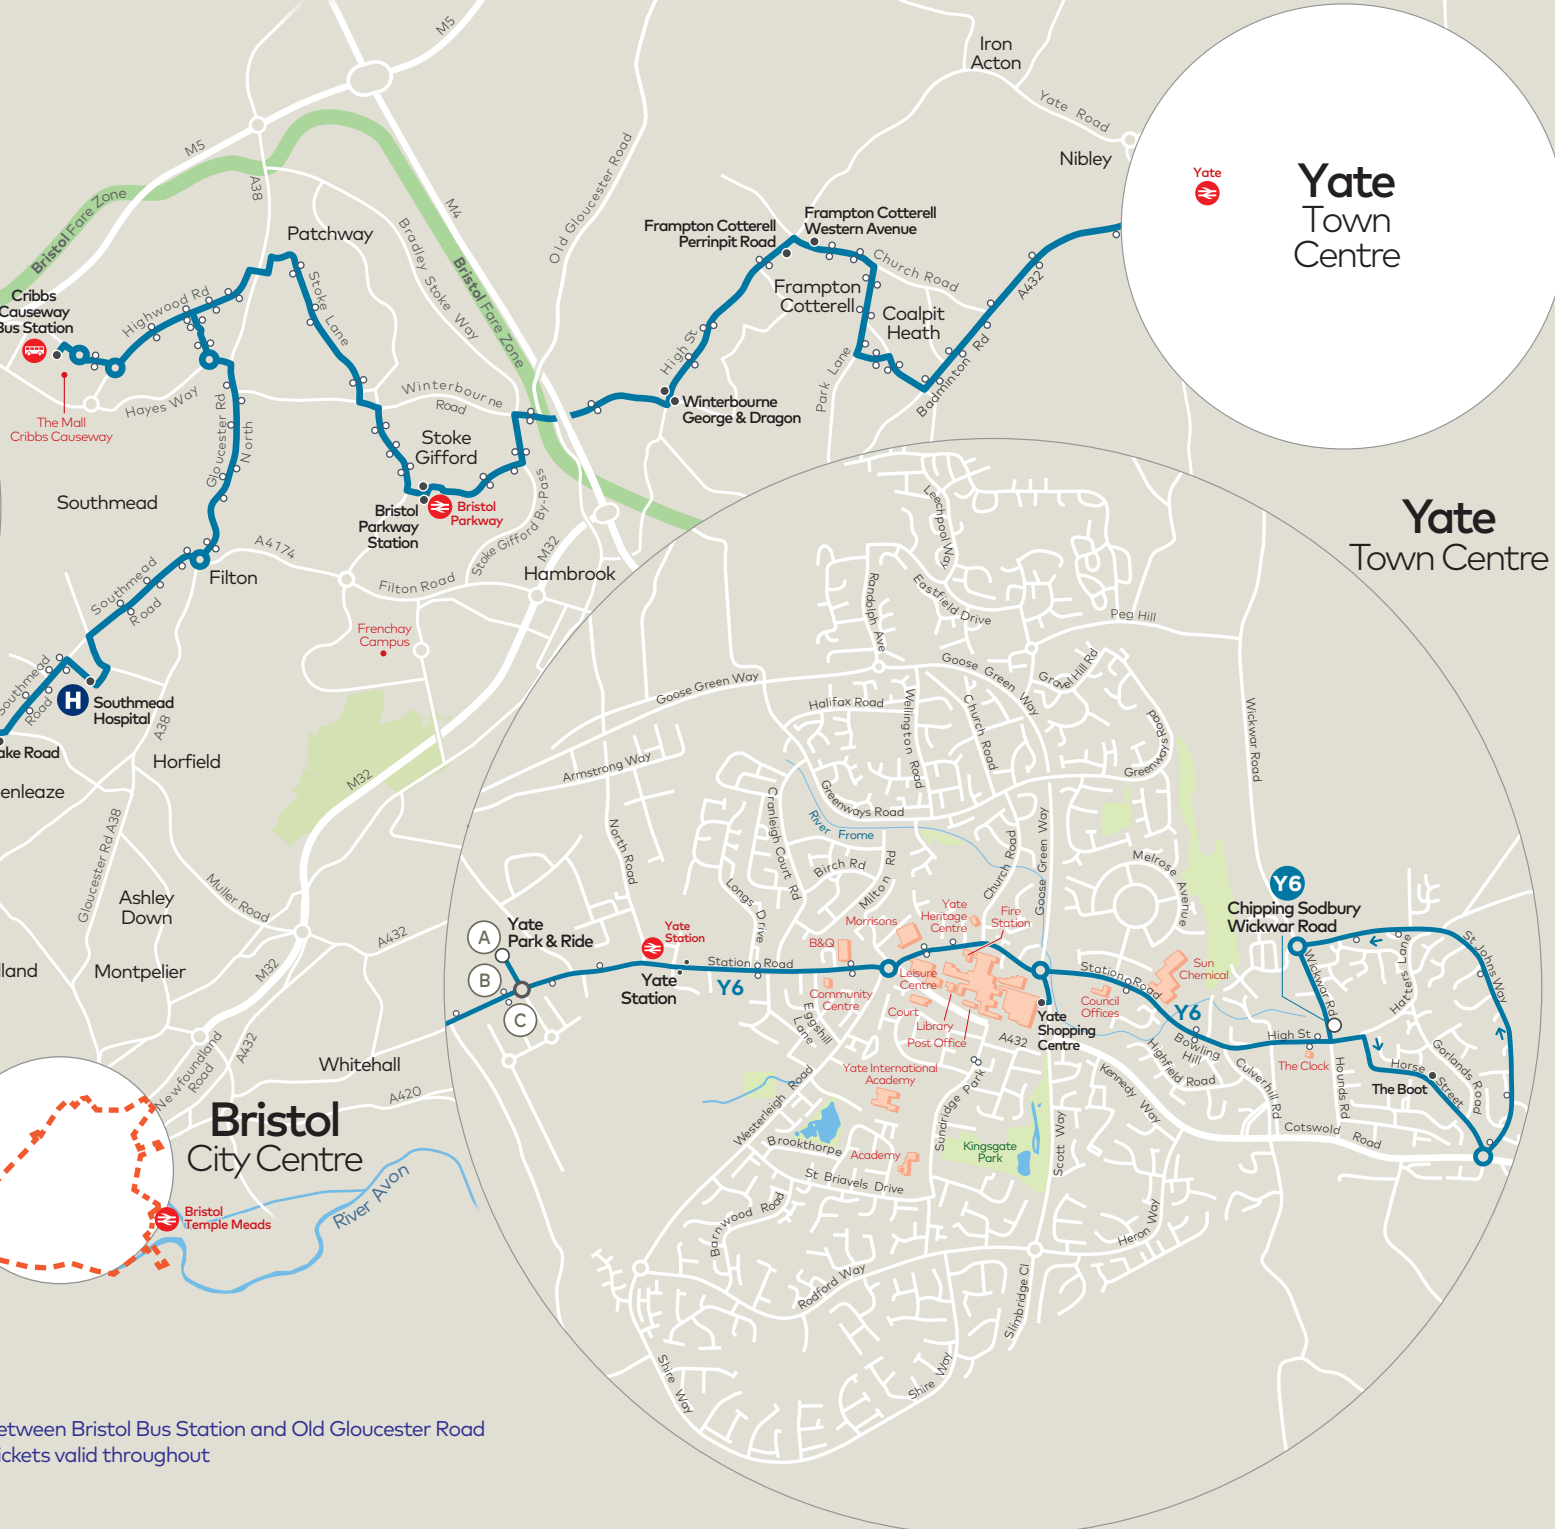 M5
Iron
Acton
Yate Road
Nibley
Yate
Yate
Town
Centre
M5
A38
M4
Old Gloucester Road
Bristol Fare Zone
Patchway
Bradley Stoke Way
Bristol Fare Zone
Frampton Cotterell
Perrinpit Road
Frampton Cotterell
Western Avenue
Church Road
A432
Frampton
Cotterell
Coalpit
Heath
Badminton Rd
Park Lane
Cribbs
Causeway
Bus Station
Highwood Rd
Stoke Lane
High St
Winterbourne
Road
Winterbourne
George & Dragon
Hayes Way
The Mall
Cribbs Causeway
Gloucester Rd
North
Stoke
Gifford
Southmead
Bristol
Parkway
Station
Bristol
Parkway
Stoke Gifford By-Pass
M32
Hambrook
A4174
Filton
Filton Road
Southmead
Road
Frenchay
Campus
Southmead
Road
H
Southmead
Hospital
A38
ake Road
Horfield
enleaze
M32
Gloucester Rd A38
Muller Road
Ashley
Down
A432
lland
Montpelier
M32
Newfoundland
Road
A432
Whitehall
A420
Bristol
City Centre
River Avon
Bristol
Temple Meads
Yate
Town Centre
Leechpool Way
Randolph Ave
Eastfield Drive
Peg Hill
Goose Green Way
Goose Green Way
Gravel Hill Rd
Halifax Road
Wellington Road
Church Road
Greenways Road
Wickwar Road
Armstrong Way
North Road
Cranleigh Court Rd
Greenways Road
River Frome
Birch Rd
Milton Rd
Church Road
Goose Green Way
Melrose Avenue
Longs Drive
Y6
Chipping Sodbury
Wickwar Road
A
B
C
Yate
Park & Ride
Yate
Station
Yate
Station
Station Road
Y6
Morrisons
B&Q
Yate
Heritage
Centre
Fire
Station
Community
Centre
Leisure
Centre
Court
Library
Post Office
Eggshill
Lane
Yate
Shopping
Centre
A432
Station Road
Council
Offices
Sun
Chemical
Y6
Bowling
Hill
High St
The Clock
Wickwar Rd
Hatters Lane
St Johns Way
Horse Street
Gorlands Road
The Boot
Hounds Rd
Culverhill Rd
Highfield Road
Kennedy Way
Cotswold Road
Yate International
Academy
Westerleigh Road
Brookthorpe
Academy
Sundridge Park
Kingsgate
Park
Scott Way
St Briavels Drive
Barnwood Road
Rodford Way
Heron Way
Slimbridge Cl
Shire Way
Shire Way
etween Bristol Bus Station and Old Gloucester Road
ickets valid throughout